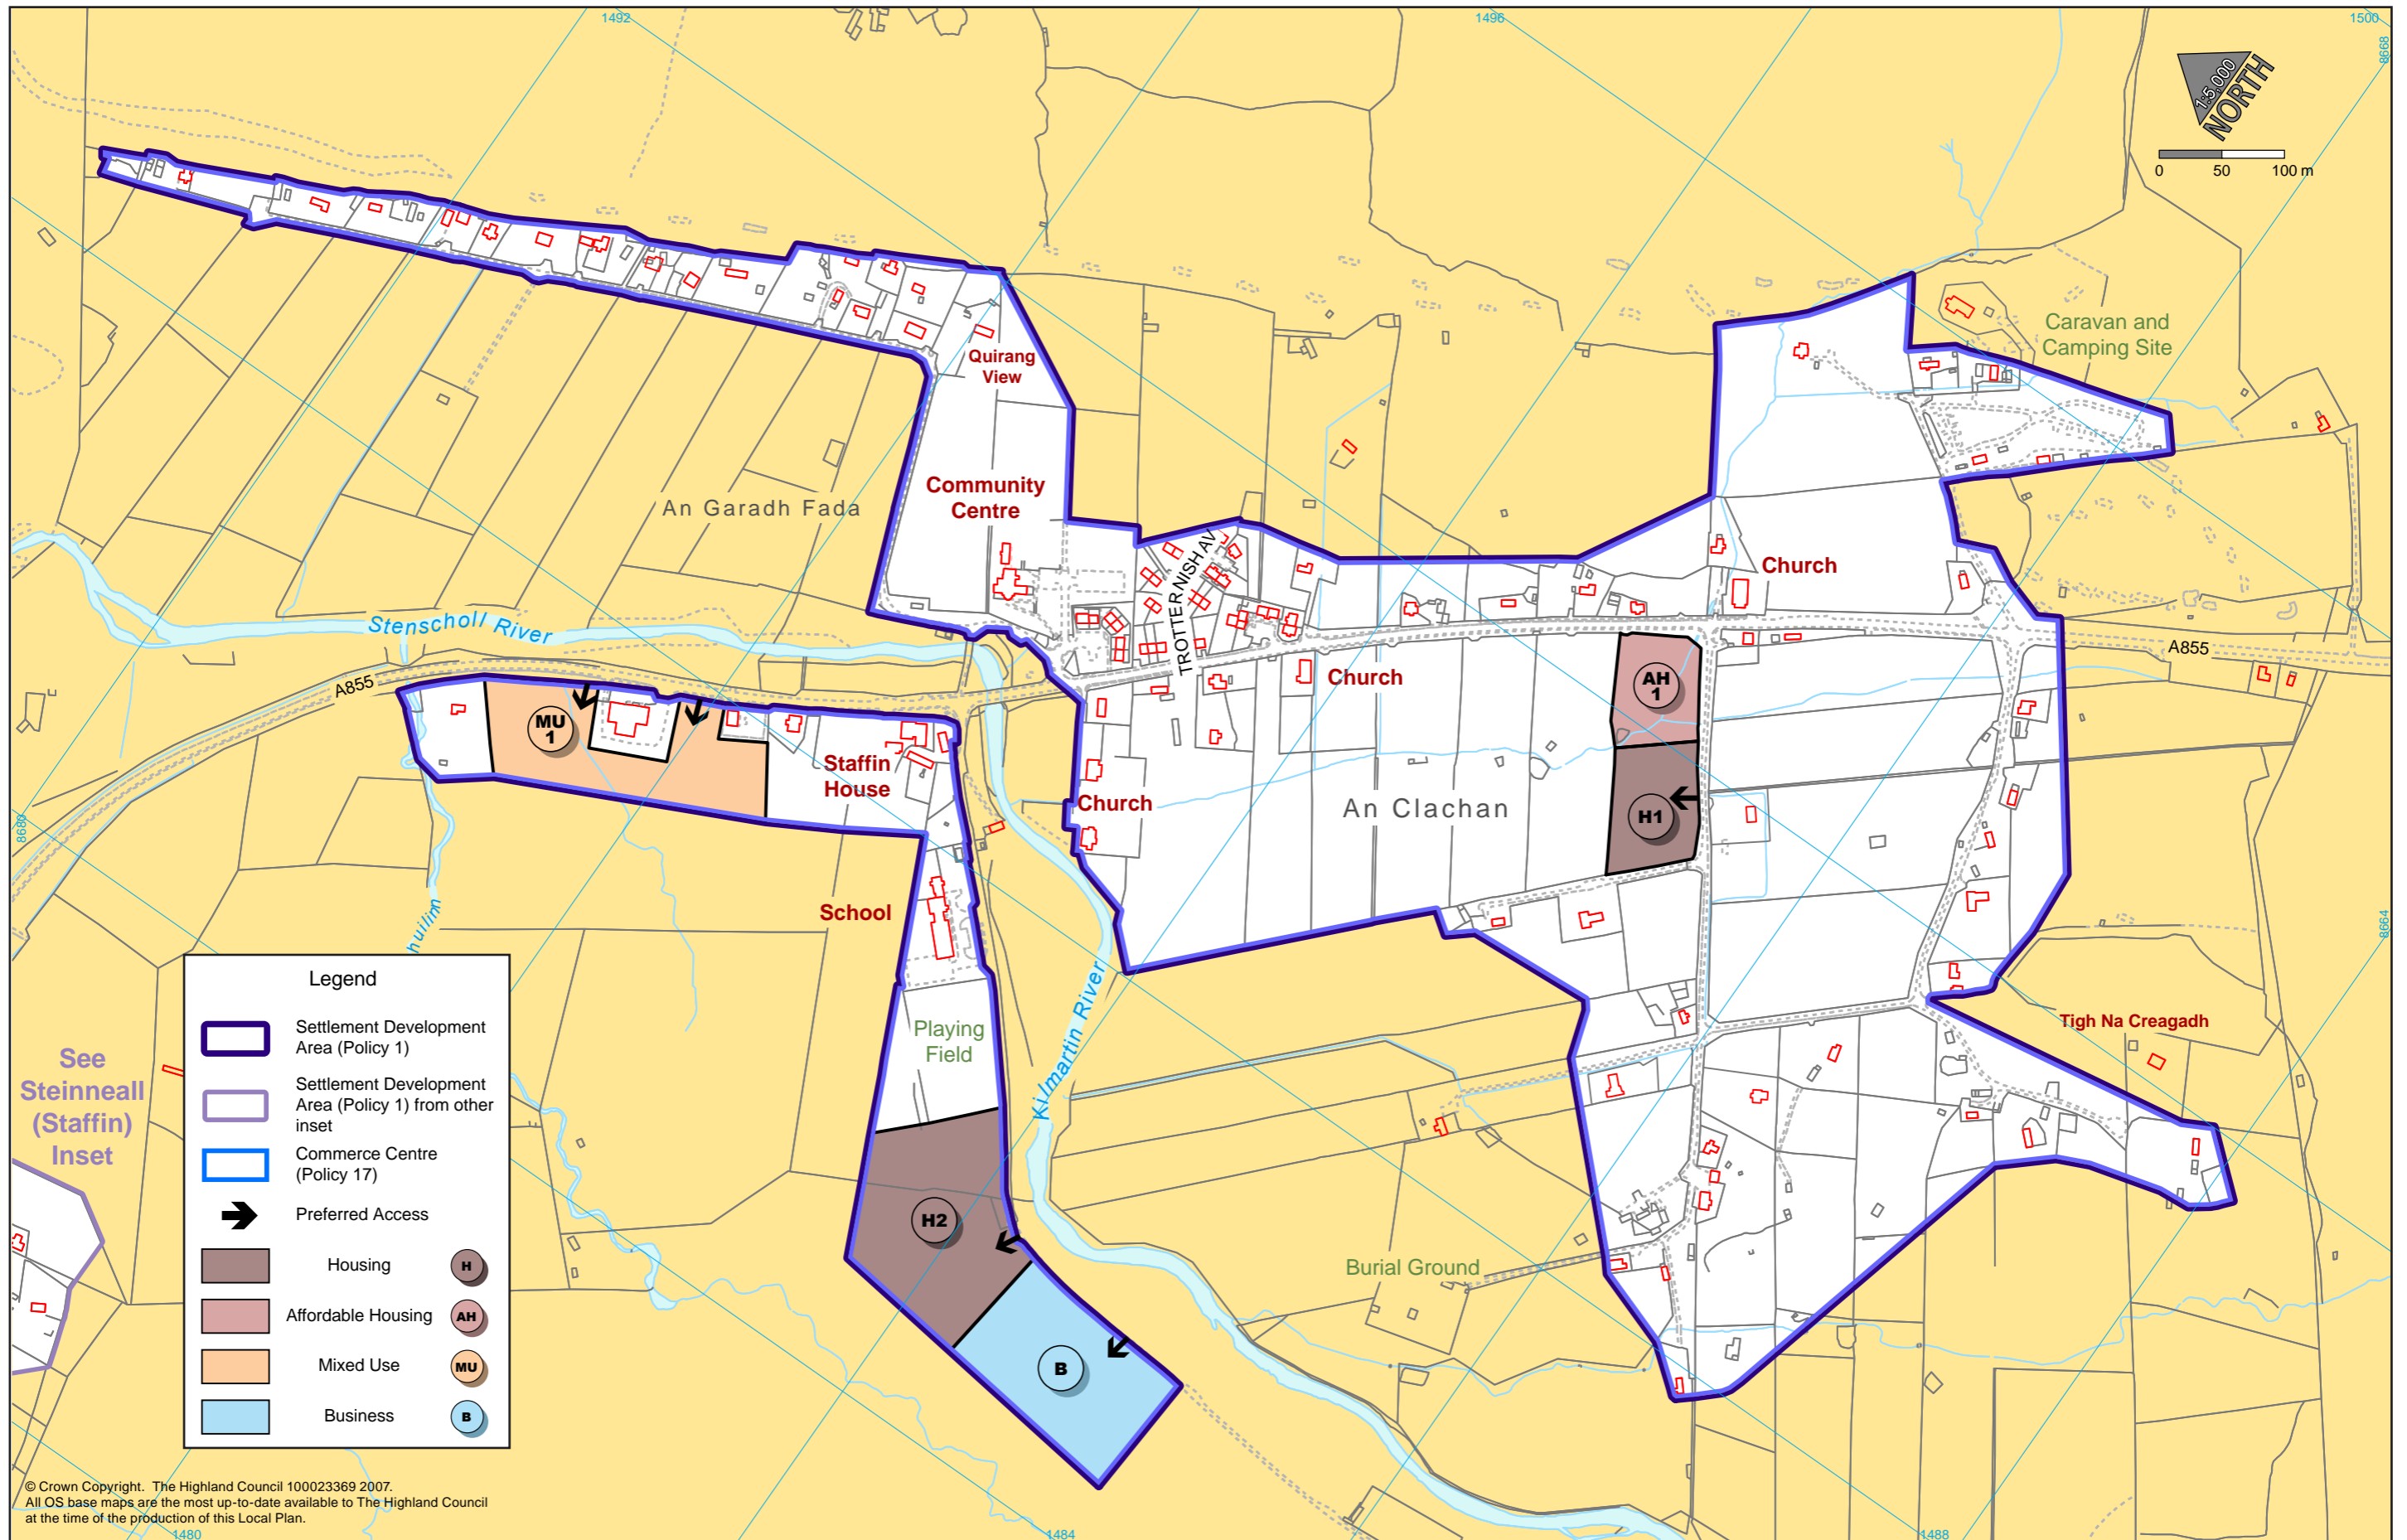 1492
1496
1500
8668
1:5,000
NORTH
0 50 100 m
Caravan and
Camping Site
Quirang
View
Community
Centre
An Garadh Fada
TROTTERNISH AV
Church
Stenscholl River
A855
A855
AH
1
Church
MU
1
Staffin
House
Church
An Clachan
H1
8680
School
8664
huilim
Legend
Settlement Development
Area (Policy 1)
Settlement Development
Area (Policy 1) from other
inset
Commerce Centre
(Policy 17)
Preferred Access
Housing H
Affordable Housing AH
Mixed Use MU
Business B
See
Steinneall
(Staffin)
Inset
Playing
Field
Kilmartin River
Tigh Na Creagadh
H2
Burial Ground
B
© Crown Copyright. The Highland Council 100023369 2007.
All OS base maps are the most up-to-date available to The Highland Council
at the time of the production of this Local Plan.
1480
1484
1488